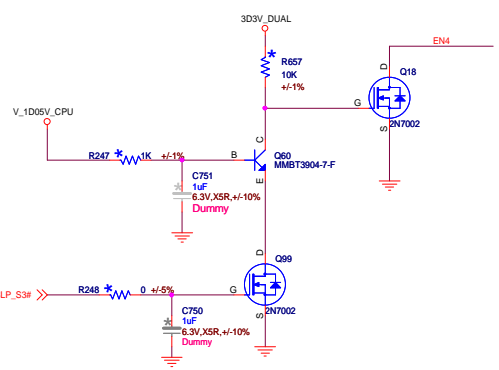 3D3V_DUAL
EN4
R657
10K
+/-1%
D
Q18
G
2N7002
S
V_1D05V_CPU
R247
1K
+/-1%
B
C
Q60
MMBT3904-7-F
E
C751
1uF
6.3V,X5R,+/-10%
Dummy
D
Q99
LP_S3#
R248
0
+/-5%
G
2N7002
S
C750
1uF
6.3V,X5R,+/-10%
Dummy